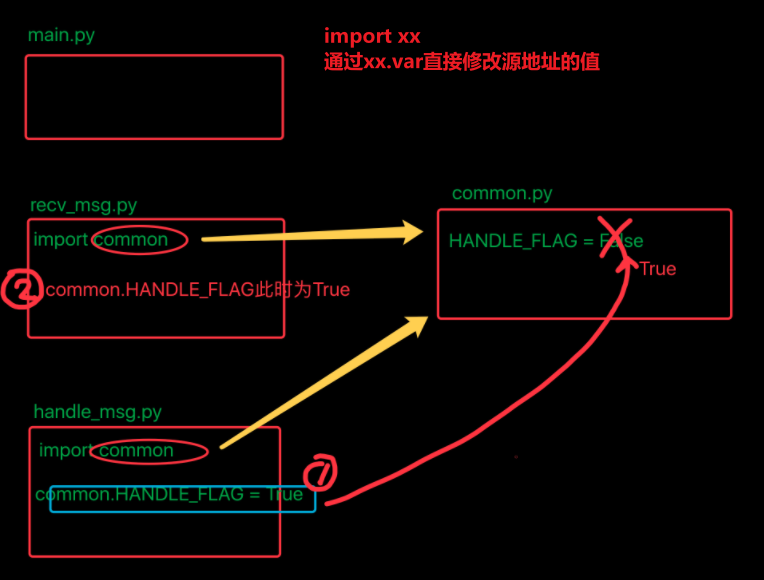 import xx
通过xx.var直接修改源地址的值
main.py
recv_msg.py
import common
② common.HANDLE_FLAG此时为True
common.py
HANDLE_FLAG = False
True
handle_msg.py
import common
①
common.HANDLE_FLAG = True